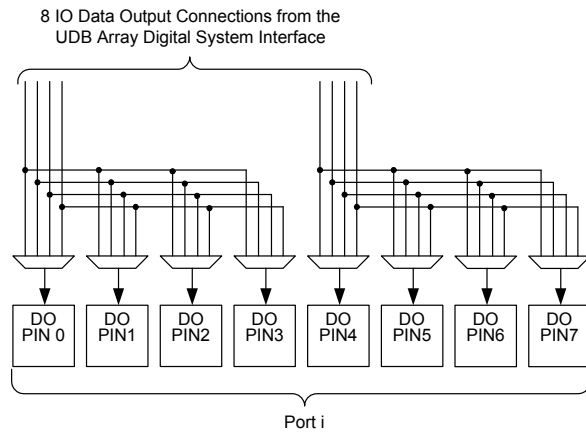 8 IO Data Output Connections from the
UDB Array Digital System Interface
DO
PIN 0
DO
PIN1
DO
PIN2
DO
PIN3
DO
PIN4
DO
PIN5
DO
PIN6
DO
PIN7
Port i